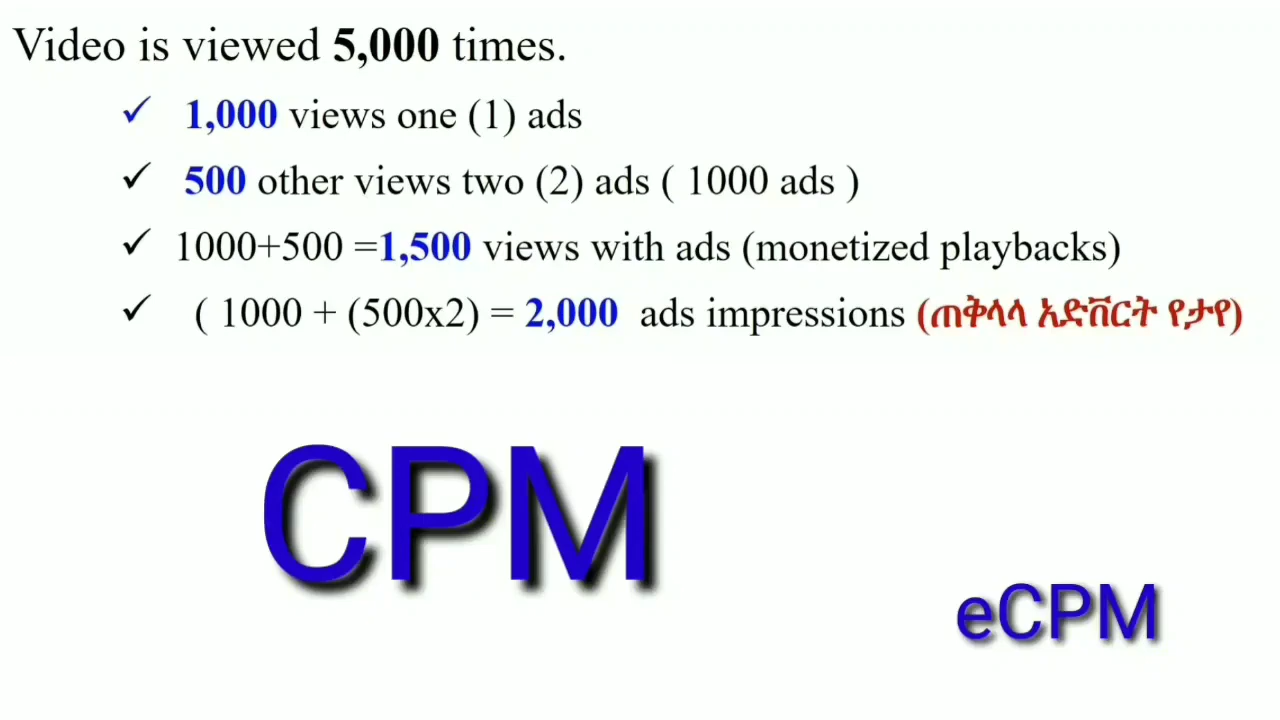 Video is viewed 5,000 times.
✓ 1,000 views one (1) ads
✓ 500 other views two (2) ads ( 1000 ads )
✓ 1000+500 =1,500 views with ads (monetized playbacks)
✓ ( 1000 + (500x2) = 2,000 ads impressions (ጠቅላላ አድቨርት የታየ)
CPM
eCPM